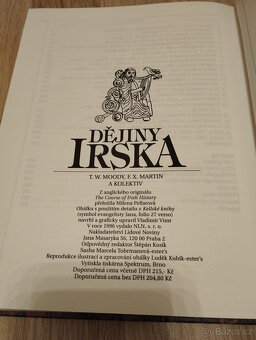 DĚJINY
IRSKA
T. W. MOODY, F. X. MARTIN
A KOLEKTIV
Z anglického originálu
The Course of Irish History
přeložila Milena Pellarová
Obálku s použitím detailu z Kellské knihy
(symbol evangelisty Jana, folio 27 verso)
navrhl a graficky upravil Vladimír Vimr
V roce 1996 vydalo NLN, s. r. o.
Nakladatelství Lidové Noviny
Jana Masaryka 56, 120 00 Praha 2
Odpovědný redaktor Štěpán Kosík
Sazba Marcela Tobrmanová-ester's
Reprodukce ilustrací a zpracování obálky Luděk Kubík-ester's
Vytiskla tiskárna Spektrum, Brno
Doporučená cena včetně DPH 215,- Kč
Doporučená cena bez DPH 204,80 Kč